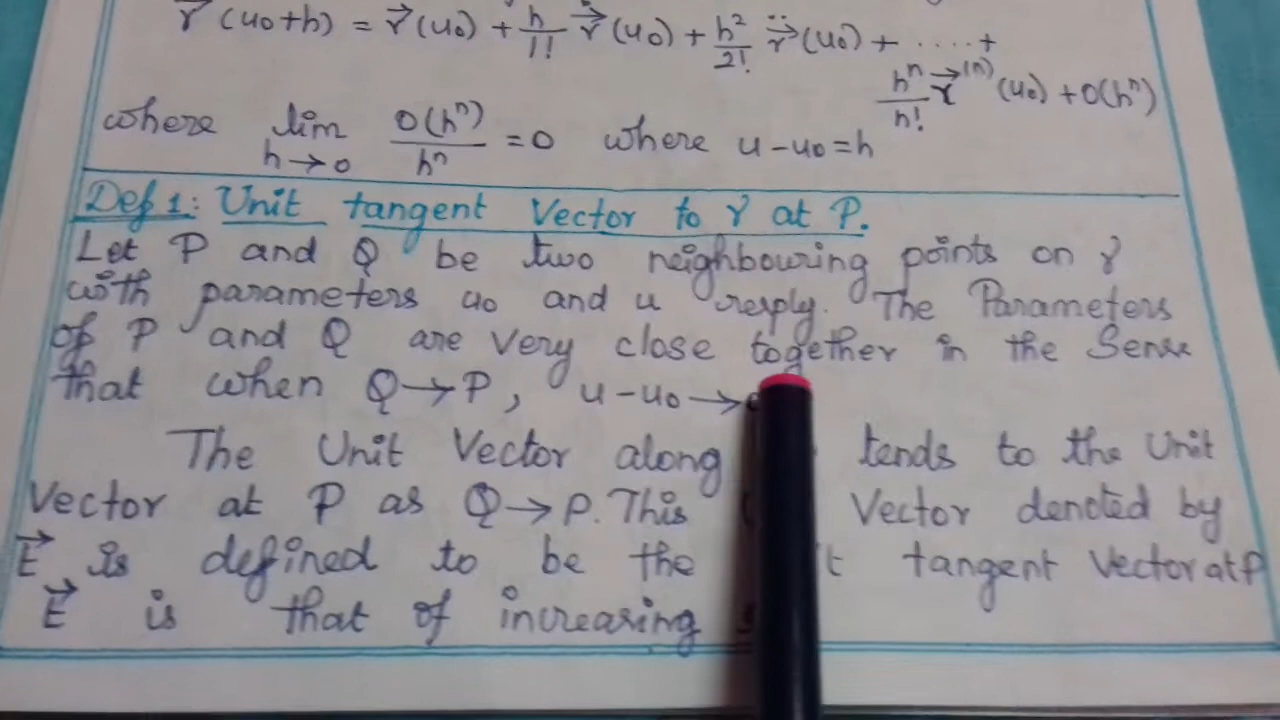 r⃗ (u₀+h) = r⃗ (u₀) + h/1! ṙ⃗ (u₀) + h²/2! r̈⃗ (u₀) + ..... +
hⁿ/n! r⃗⁽ⁿ⁾ (u₀) + O(hⁿ)
where lim h→0 O(hⁿ)/hⁿ = 0 where u-u₀=h
Def 1: Unit tangent Vector to γ at P.
Let P and Q be two neighbouring points on γ
with parameters u₀ and u resply. The Parameters
of P and Q are very close together in the Sense
that when Q→P, u-u₀→
The Unit Vector along tends to the Unit
Vector at P as Q→P. This Vector denoted by
t⃗ is defined to be the tangent Vector at P
t⃗ is that of increasing